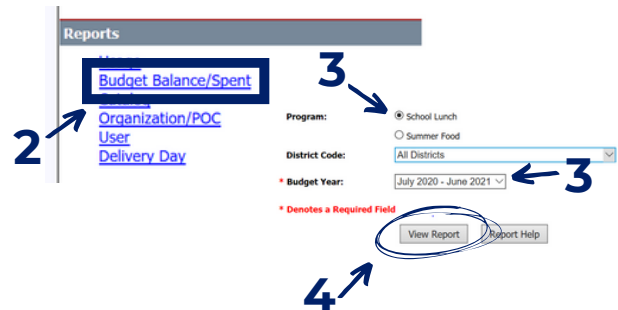 Reports
Budget Balance/Spent
Organization/POC
User
Delivery Day
2
3
Program:
School Lunch
Summer Food
District Code:
All Districts
* Budget Year:
July 2020 - June 2021
3
* Denotes a Required Field
View Report
Report Help
4